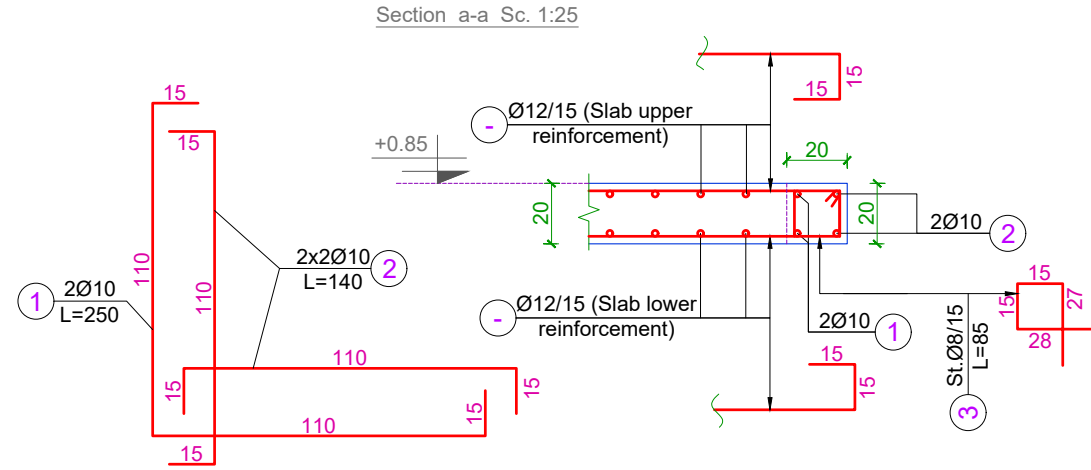 Section a-a Sc. 1:25
15
15
110
110
15
1
2Ø10
L=250
2x2Ø10
L=140
2
110
15
15
15
110
+0.85
-
Ø12/15 (Slab upper
reinforcement)
15
15
20
20
20
2Ø10
2
-
Ø12/15 (Slab lower
reinforcement)
2Ø10
1
15
15
15
15
27
28
St.Ø8/15
L=85
3